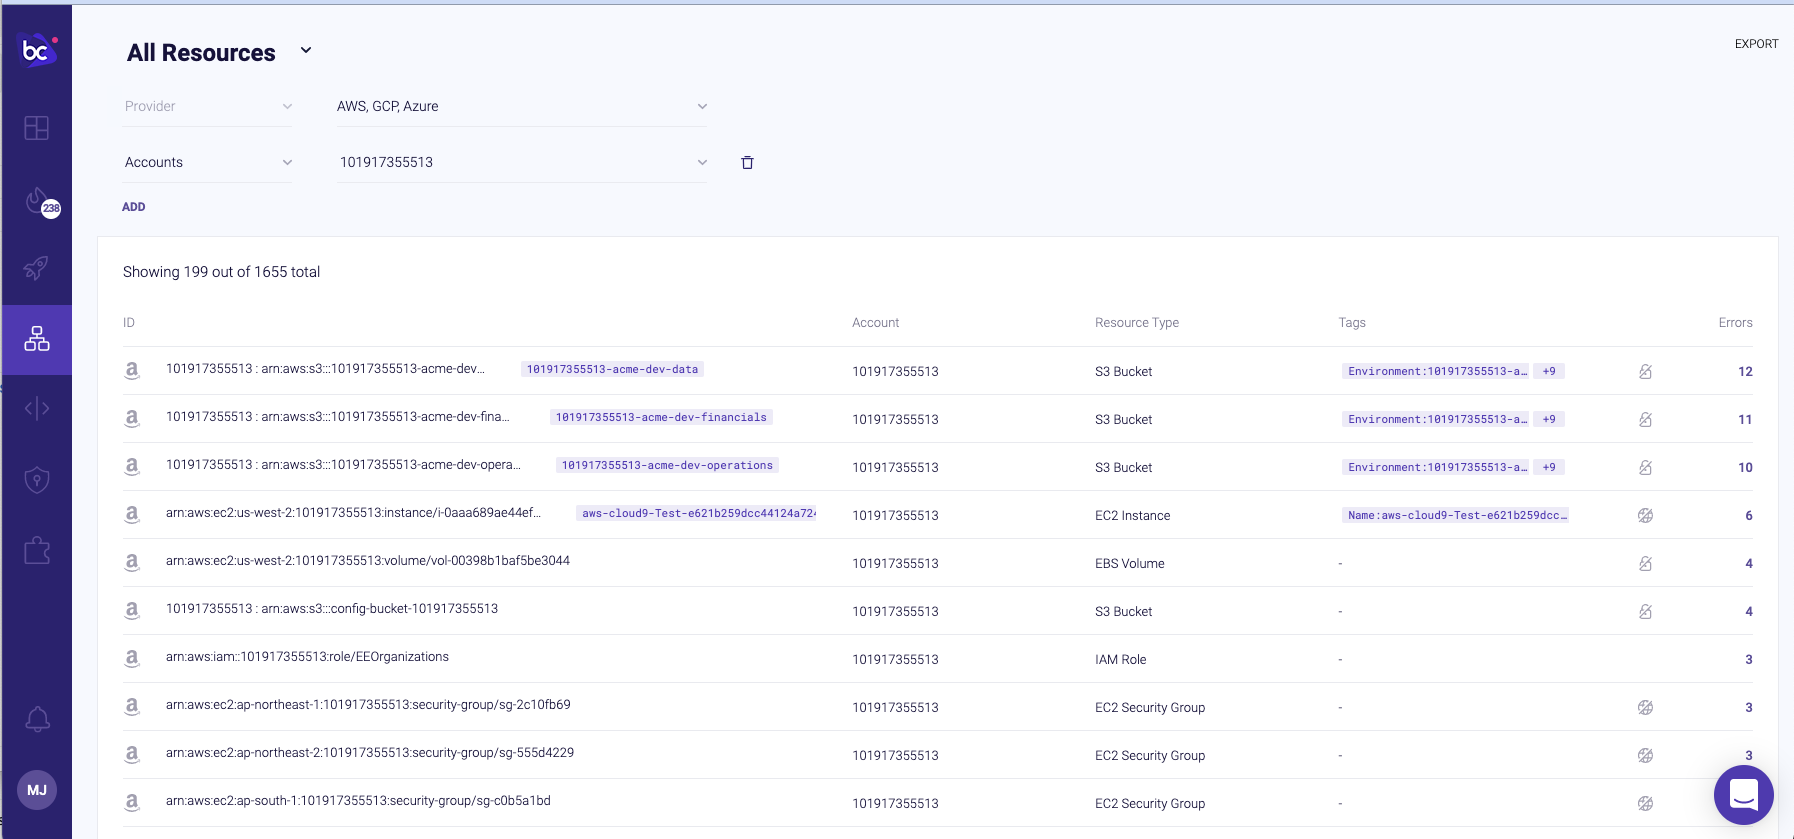 bc
All Resources
EXPORT
Provider
AWS, GCP, Azure
Accounts
101917355513
ADD
238
Showing 199 out of 1655 total
ID Account Resource Type Tags Errors
101917355513 : arn:aws:s3:::101917355513-acme-dev... 101917355513-acme-dev-data 101917355513 S3 Bucket Environment:101917355513-a… +9 12
101917355513 : arn:aws:s3:::101917355513-acme-dev-fina... 101917355513-acme-dev-financials 101917355513 S3 Bucket Environment:101917355513-a… +9 11
101917355513 : arn:aws:s3:::101917355513-acme-dev-opera... 101917355513-acme-dev-operations 101917355513 S3 Bucket Environment:101917355513-a… +9 10
arn:aws:ec2:us-west-2:101917355513:instance/i-0aaa689ae44ef... aws-cloud9-Test-e621b259dcc44124a724 101917355513 EC2 Instance Name:aws-cloud9-Test-e621b259dcc… 6
arn:aws:ec2:us-west-2:101917355513:volume/vol-00398b1baf5be3044 101917355513 EBS Volume - 4
101917355513 : arn:aws:s3:::config-bucket-101917355513 101917355513 S3 Bucket - 4
arn:aws:iam::101917355513:role/EEOrganizations 101917355513 IAM Role - 3
arn:aws:ec2:ap-northeast-1:101917355513:security-group/sg-2c10fb69 101917355513 EC2 Security Group - 3
arn:aws:ec2:ap-northeast-2:101917355513:security-group/sg-555d4229 101917355513 EC2 Security Group - 3
arn:aws:ec2:ap-south-1:101917355513:security-group/sg-c0b5a1bd 101917355513 EC2 Security Group -
MJ